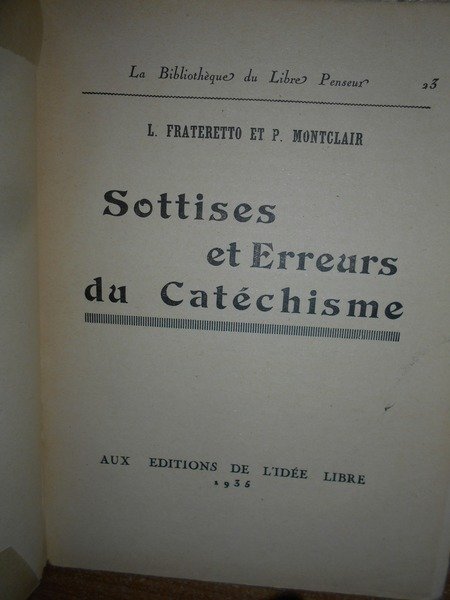 La Bibliothèque du Libre Penseur 23
L. FRATERETTO ET P. MONTCLAIR
Sottises
et Erreurs
du Catéchisme
AUX EDITIONS DE L'IDÉE LIBRE
1936